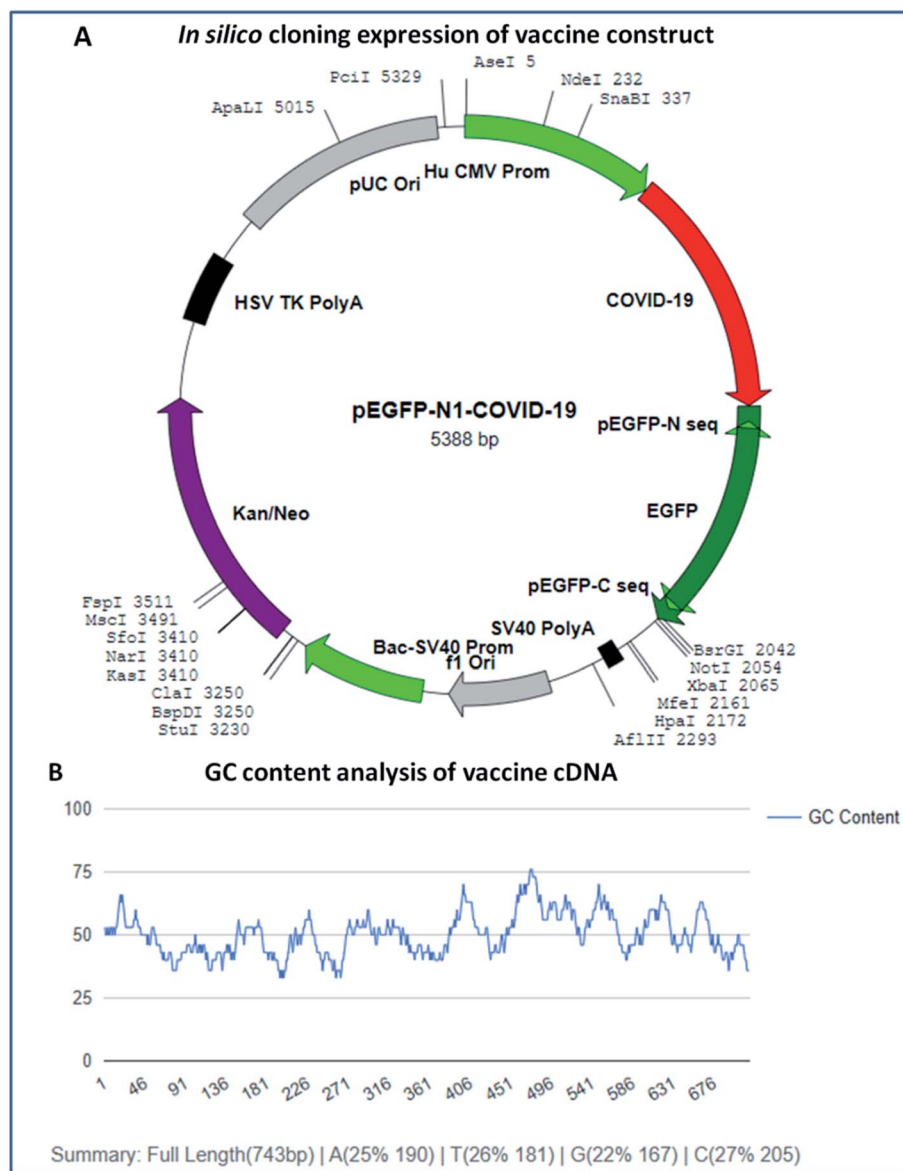 A In silico cloning expression of vaccine construct
AseI 5
PciI 5329
NdeI 232
SnaBI 337
ApaLI 5015
Hu CMV Prom
pUC Ori
COVID-19
HSV TK PolyA
pEGFP-N1-COVID-19
5388 bp
pEGFP-N seq
EGFP
Kan/Neo
pEGFP-C seq
SV40 PolyA
Bac-SV40 Prom
f1 Ori
FspI 3511
MscI 3491
SfoI 3410
NarI 3410
KasI 3410
ClaI 3250
BspDI 3250
StuI 3230
BsrGI 2042
NotI 2054
XbaI 2065
MfeI 2161
HpaI 2172
AflII 2293
B GC content analysis of vaccine cDNA
100
75
50
25
0
GC Content
1 46 91 136 181 226 271 316 361 406 451 496 541 586 631 676
Summary: Full Length(743bp) | A(25% 190) | T(26% 181) | G(22% 167) | C(27% 205)